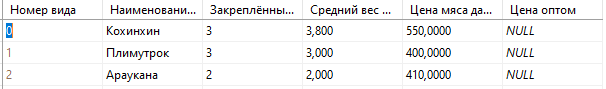 Номер вида Наименовани... Закреплённы... Средний вес ... Цена мяса да... Цена оптом
0 Кохинхин 3 3,800 550,0000 NULL
1 Плимутрок 3 3,000 400,0000 NULL
2 Араукана 2 2,000 410,0000 NULL